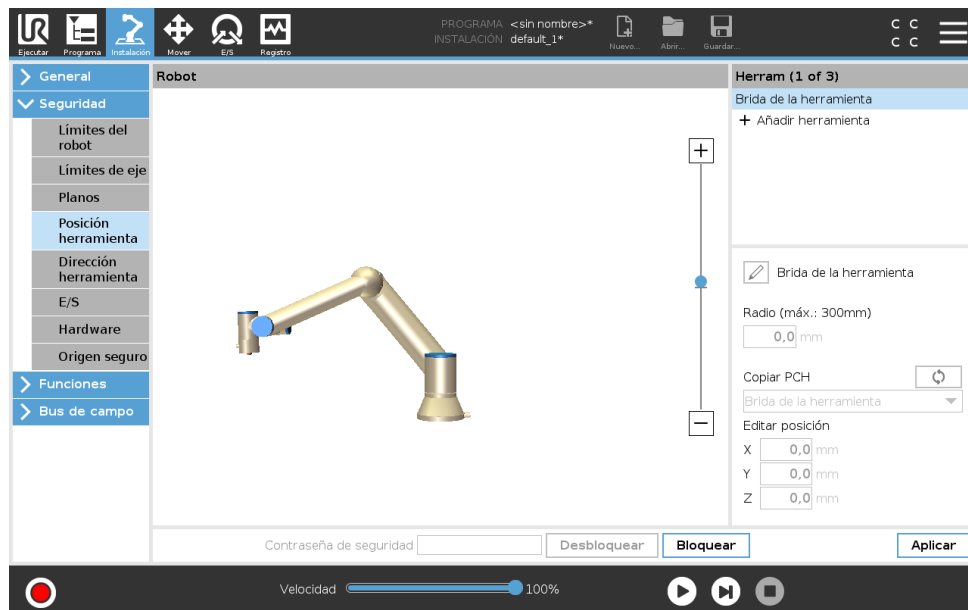 PROGRAMA <sin nombre>*
INSTALACIÓN default_1*
Ejecutar Programa Instalación Mover E/S Registro Nuevo... Abrir... Guardar...
C C
C C
General
Seguridad
Límites del
robot
Límites de eje
Planos
Posición
herramienta
Dirección
herramienta
E/S
Hardware
Origen seguro
Funciones
Bus de campo
Robot
+
−
Herram (1 of 3)
Brida de la herramienta
+ Añadir herramienta
Brida de la herramienta
Radio (máx.: 300mm)
0,0 mm
Copiar PCH
Brida de la herramienta
Editar posición
X 0,0 mm
Y 0,0 mm
Z 0,0 mm
Contraseña de seguridad Desbloquear Bloquear Aplicar
Velocidad 100%